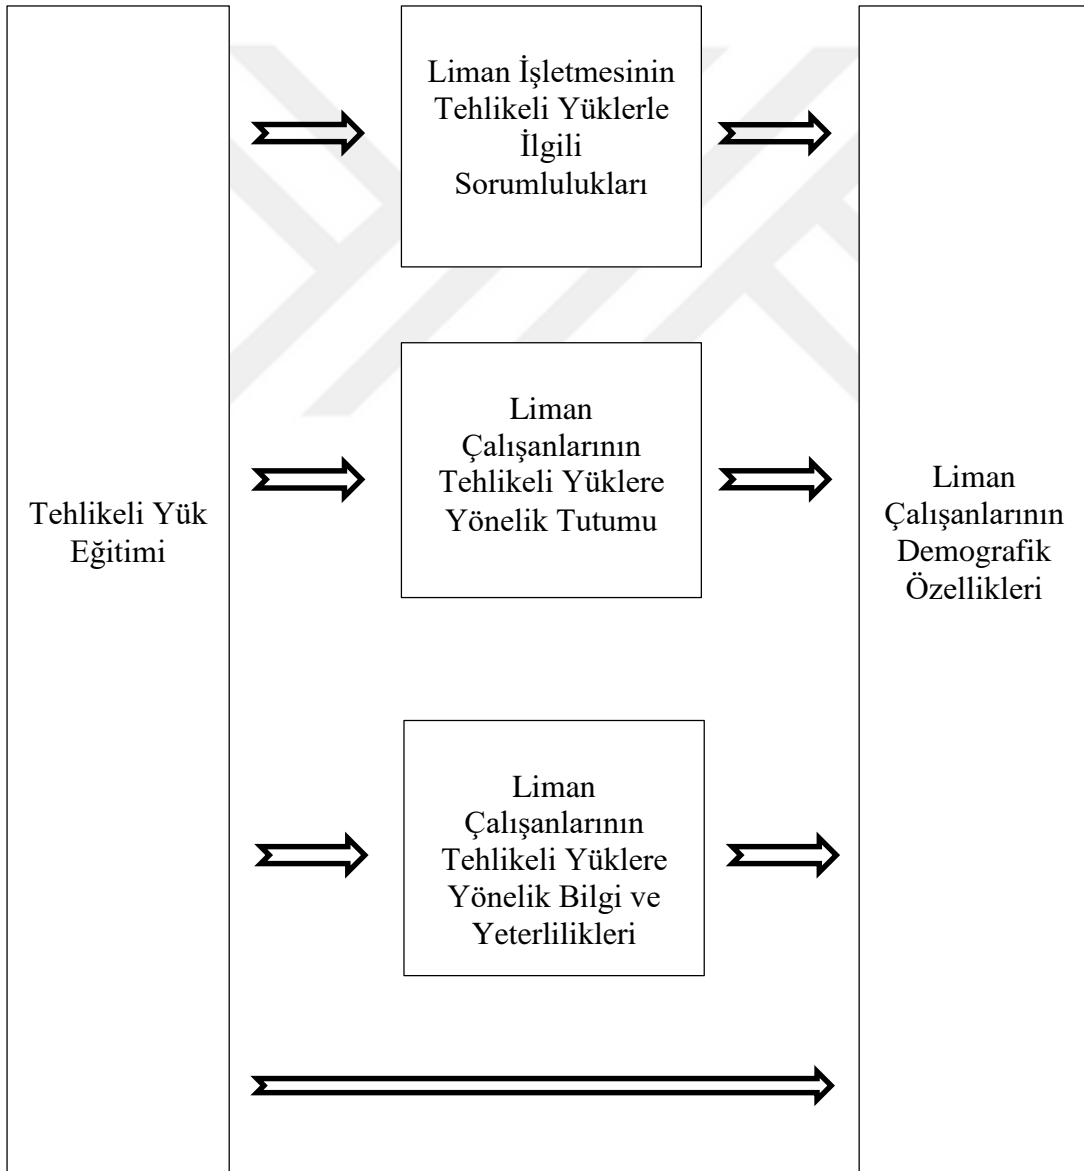 Tehlikeli Yük
Eğitimi
Liman İşletmesinin
Tehlikeli Yüklerle
İlgili
Sorumlulukları
Liman
Çalışanlarının
Tehlikeli Yüklere
Yönelik Tutumu
Liman
Çalışanlarının
Tehlikeli Yüklere
Yönelik Bilgi ve
Yeterlilikleri
Liman
Çalışanlarının
Demografik
Özellikleri